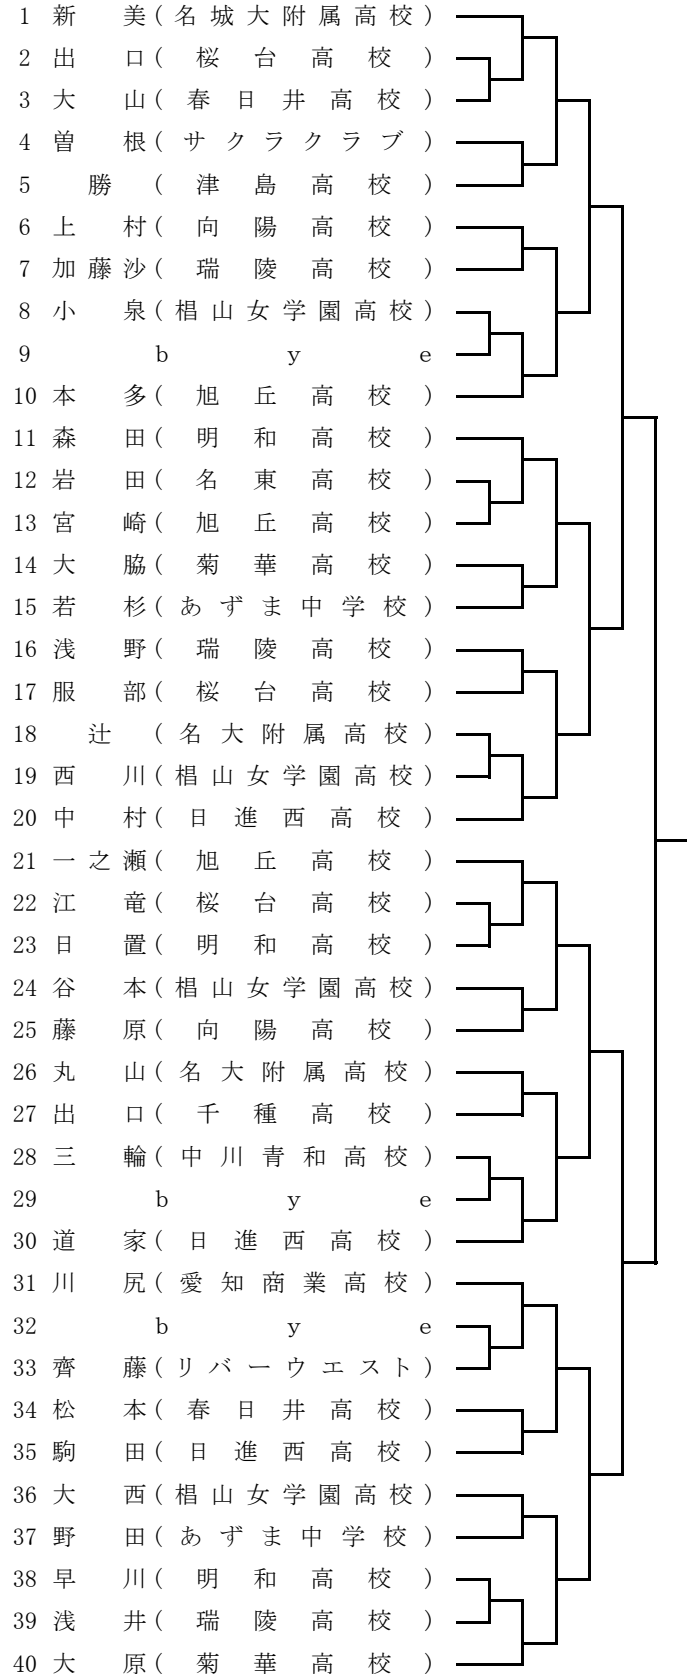 1 新 美(名城大附属高校)
2 出 口(桜台高校)
3 大 山(春日井高校)
4 曽 根(サクラクラブ)
5 勝 (津島高校)
6 上 村(向陽高校)
7 加藤沙(瑞陵高校)
8 小 泉(椙山女学園高校)
9 bye
10 本 多(旭丘高校)
11 森 田(明和高校)
12 岩 田(名東高校)
13 宮 崎(旭丘高校)
14 大 脇(菊華高校)
15 若 杉(あずま中学校)
16 浅 野(瑞陵高校)
17 服 部(桜台高校)
18 辻 (名大附属高校)
19 西 川(椙山女学園高校)
20 中 村(日進西高校)
21 一之瀬(旭丘高校)
22 江 竜(桜台高校)
23 日 置(明和高校)
24 谷 本(椙山女学園高校)
25 藤 原(向陽高校)
26 丸 山(名大附属高校)
27 出 口(千種高校)
28 三 輪(中川青和高校)
29 bye
30 道 家(日進西高校)
31 川 尻(愛知商業高校)
32 bye
33 齊 藤(リバーウエスト)
34 松 本(春日井高校)
35 駒 田(日進西高校)
36 大 西(椙山女学園高校)
37 野 田(あずま中学校)
38 早 川(明和高校)
39 浅 井(瑞陵高校)
40 大 原(菊華高校)